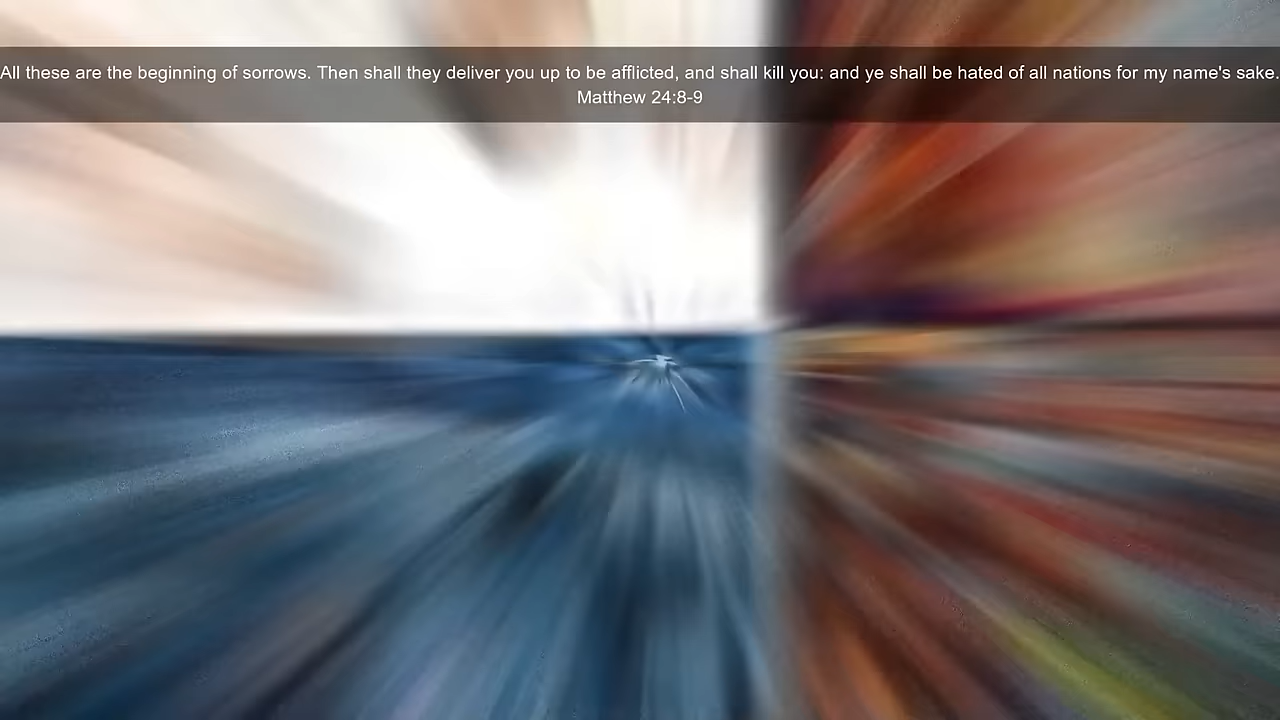 All these are the beginning of sorrows. Then shall they deliver you up to be afflicted, and shall kill you: and ye shall be hated of all nations for my name's sake.
Matthew 24:8-9